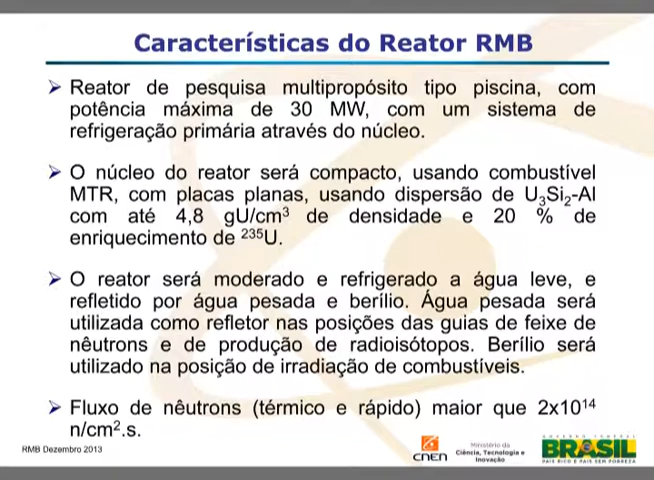 Características do Reator RMB
Reator de pesquisa multipropósito tipo piscina, com
potência máxima de 30 MW, com um sistema de
refrigeração primária através do núcleo.
O núcleo do reator será compacto, usando combustível
MTR, com placas planas, usando dispersão de U₃Si₂-Al
com até 4,8 gU/cm³ de densidade e 20 % de
enriquecimento de ²³⁵U.
O reator será moderado e refrigerado a água leve, e
refletido por água pesada e berílio. Água pesada será
utilizada como refletor nas posições das guias de feixe de
nêutrons e de produção de radioisótopos. Berílio será
utilizado na posição de irradiação de combustíveis.
Fluxo de nêutrons (térmico e rápido) maior que 2x10¹⁴
n/cm².s.
RMB Dezembro 2013
CNEN
Ministério da
Ciência, Tecnologia e
Inovação
GOVERNO FEDERAL
BRASIL
PAÍS RICO É PAÍS SEM POBREZA